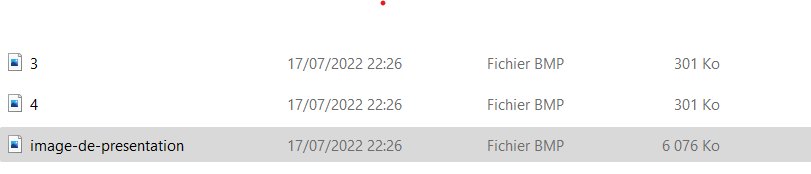 3 17/07/2022 22:26 Fichier BMP 301 Ko
4 17/07/2022 22:26 Fichier BMP 301 Ko
image-de-presentation 17/07/2022 22:26 Fichier BMP 6 076 Ko